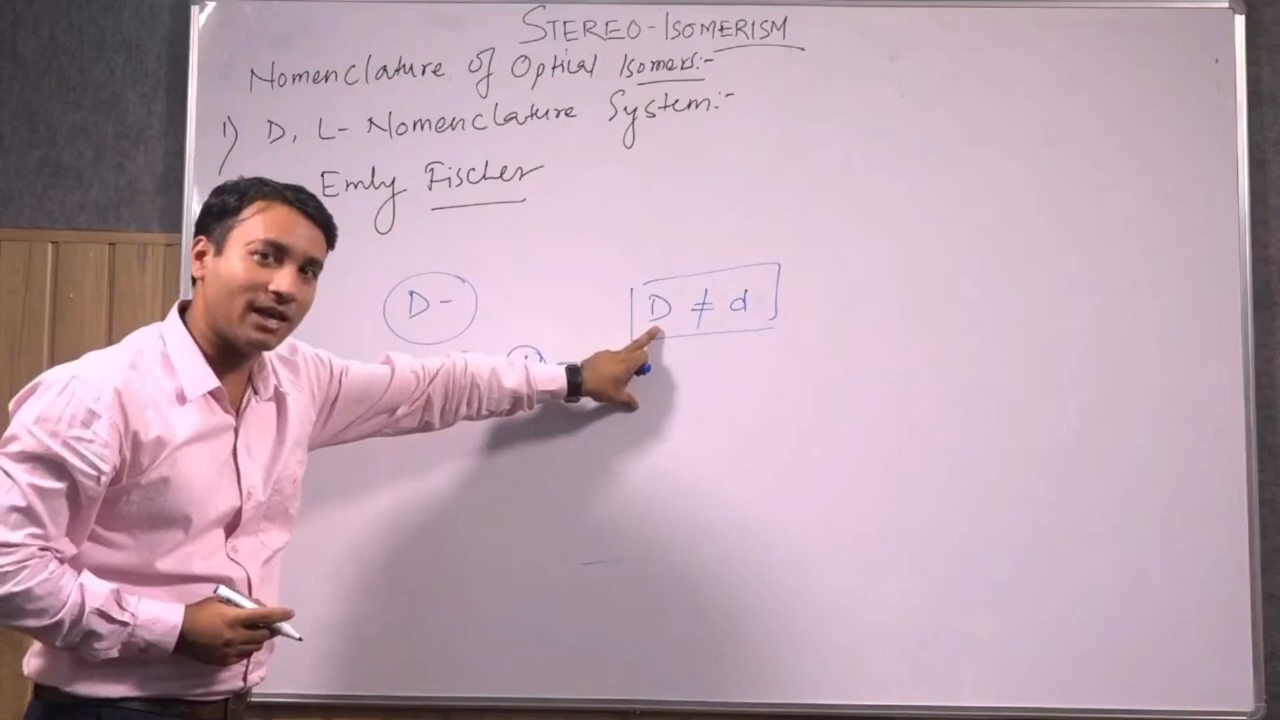 STEREO-ISOMERISM
Nomenclature of Optical Isomers:-
1) D, L- Nomenclature System:-
Emly Fischer
D -
D ≠ d